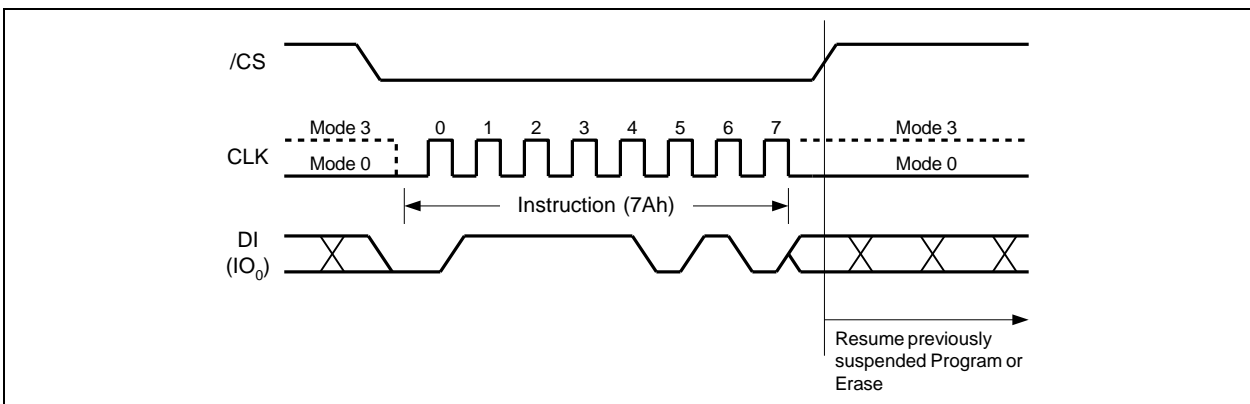 /CS
Mode 3 0 1 2 3 4 5 6 7 Mode 3
CLK
Mode 0 Mode 0
Instruction (7Ah)
DI
(IO0)
Resume previously
suspended Program or
Erase